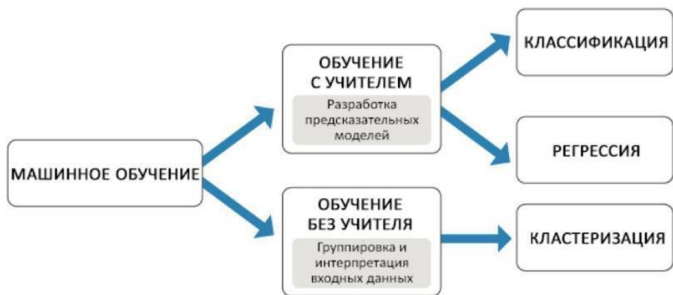 МАШИННОЕ ОБУЧЕНИЕ
ОБУЧЕНИЕ
С УЧИТЕЛЕМ
Разработка
предсказательных
моделей
КЛАССИФИКАЦИЯ
РЕГРЕССИЯ
ОБУЧЕНИЕ
БЕЗ УЧИТЕЛЯ
Группировка и
интерпретация
входных данных
КЛАСТЕРИЗАЦИЯ